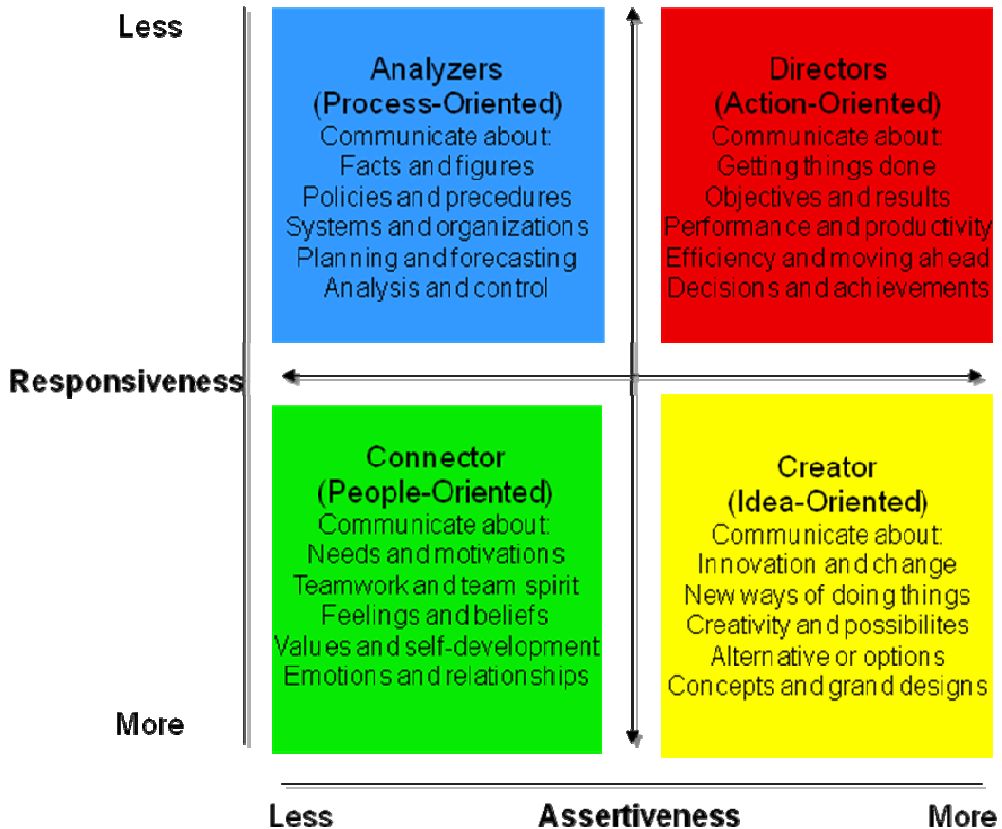 Less
Analyzers
(Process-Oriented)
Communicate about:
Facts and figures
Policies and precedures
Systems and organizations
Planning and forecasting
Analysis and control
Directors
(Action-Oriented)
Communicate about:
Getting things done
Objectives and results
Performance and productivity
Efficiency and moving ahead
Decisions and achievements
Responsiveness
Connector
(People-Oriented)
Communicate about:
Needs and motivations
Teamwork and team spirit
Feelings and beliefs
Values and self-development
Emotions and relationships
Creator
(Idea-Oriented)
Communicate about:
Innovation and change
New ways of doing things
Creativity and possibilites
Alternative or options
Concepts and grand designs
More
Less
Assertiveness
More